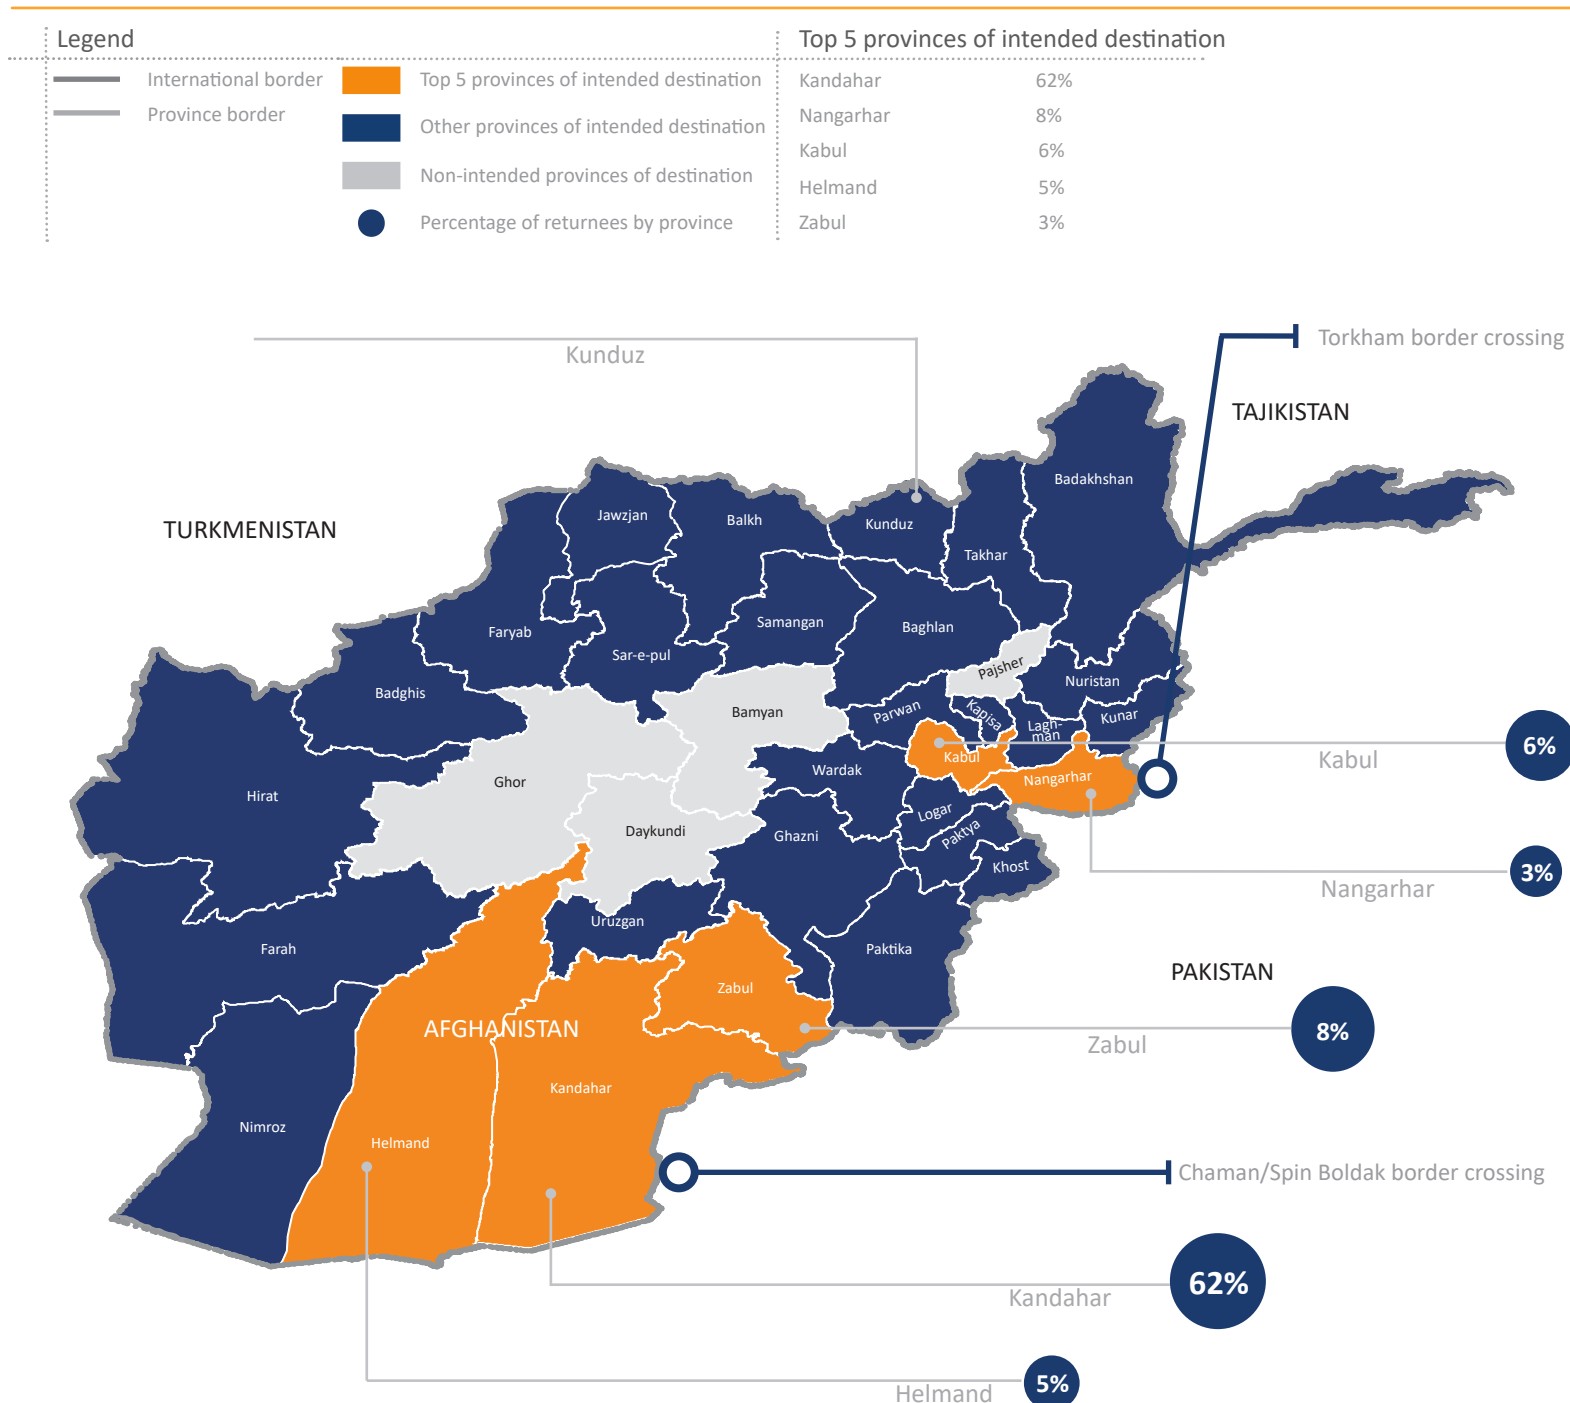 Legend
International border
Province border
Top 5 provinces of intended destination
Other provinces of intended destination
Non-intended provinces of destination
Percentage of returnees by province
Top 5 provinces of intended destination
Kandahar 62%
Nangarhar 8%
Kabul 6%
Helmand 5%
Zabul 3%
Kunduz
Torkham border crossing
TAJIKISTAN
TURKMENISTAN
Badakhshan
Jawzjan
Balkh
Kunduz
Takhar
Faryab
Samangan
Baghlan
Sar-e-pul
Pajsher
Nuristan
Badghis
Bamyan
Parwan
Kapisa
Lagh-
man
Kunar
Kabul
Kabul
6%
Wardak
Nangarhar
Ghor
Hirat
Logar
Daykundi
Ghazni
Paktya
Khost
Nangarhar
3%
Uruzgan
Farah
Paktika
PAKISTAN
Zabul
AFGHANISTAN
Zabul
8%
Kandahar
Nimroz
Helmand
Chaman/Spin Boldak border crossing
Kandahar
62%
Helmand
5%